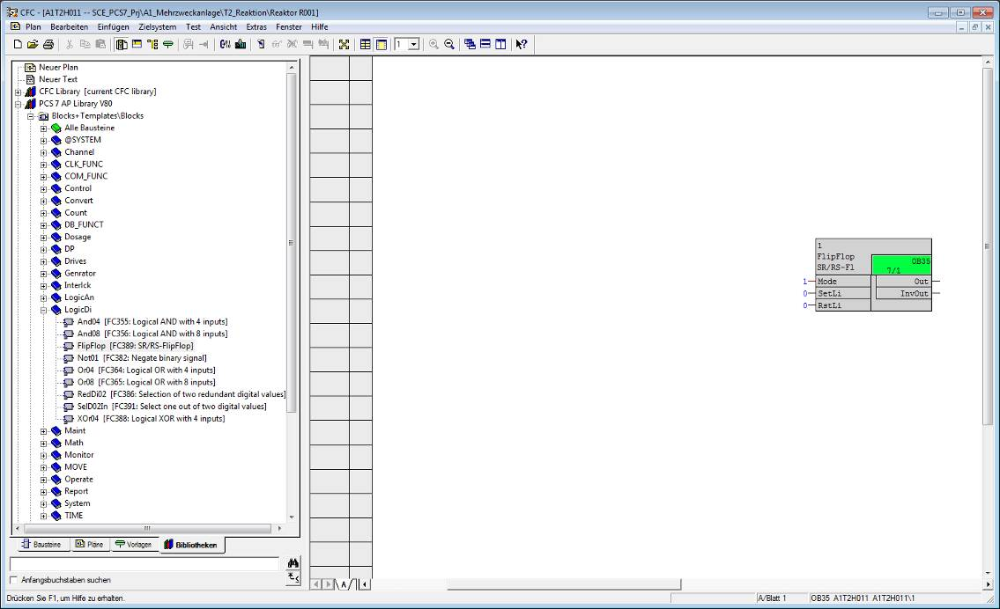 CFC - [A1T2H011 -- SCE_PCS7_Prj\A1_Mehrzweckanlage\T2_Reaktion\Reaktor R001]
Plan Bearbeiten Einfügen Zielsystem Test Ansicht Extras Fenster Hilfe
1
Neuer Plan
Neuer Text
CFC Library [current CFC library]
PCS 7 AP Library V80
Blocks+Templates\Blocks
Alle Bausteine
@SYSTEM
Channel
CLK_FUNC
COM_FUNC
Control
Convert
Count
DB_FUNCT
Dosage
DP
Drives
Genrator
Interlck
LogicAn
LogicDi
And04 [FC355: Logical AND with 4 inputs]
And08 [FC356: Logical AND with 8 inputs]
FlipFlop [FC389: SR/RS-FlipFlop]
Not01 [FC382: Negate binary signal]
Or04 [FC364: Logical OR with 4 inputs]
Or08 [FC365: Logical OR with 8 inputs]
RedDi02 [FC386: Selection of two redundant digital values]
SelD02In [FC391: Select one out of two digital values]
XOr04 [FC388: Logical XOR with 4 inputs]
Maint
Math
Monitor
MOVE
Operate
Report
System
TIME
Bausteine Pläne Vorlagen Bibliotheken
Anfangsbuchstaben suchen
1
FlipFlop
SR/RS-Fl
OB35
7/1
1 Mode Out
0 SetLi InvOut
0 RstLi
A
Drücken Sie F1, um Hilfe zu erhalten.
A/Blatt 1
OB35 A1T2H011 A1T2H011\1